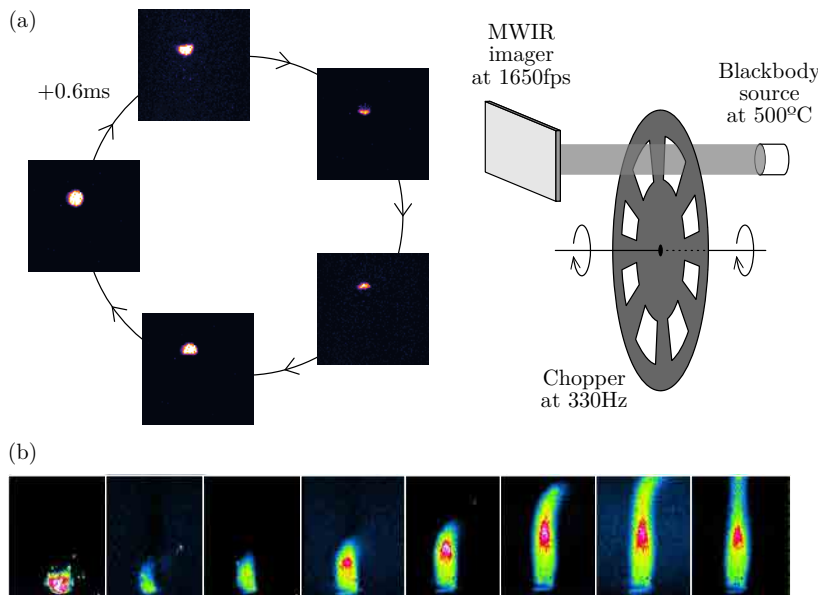 (a)
+0.6ms
MWIR
imager
at 1650fps
Blackbody
source
at 500ºC
Chopper
at 330Hz
(b)